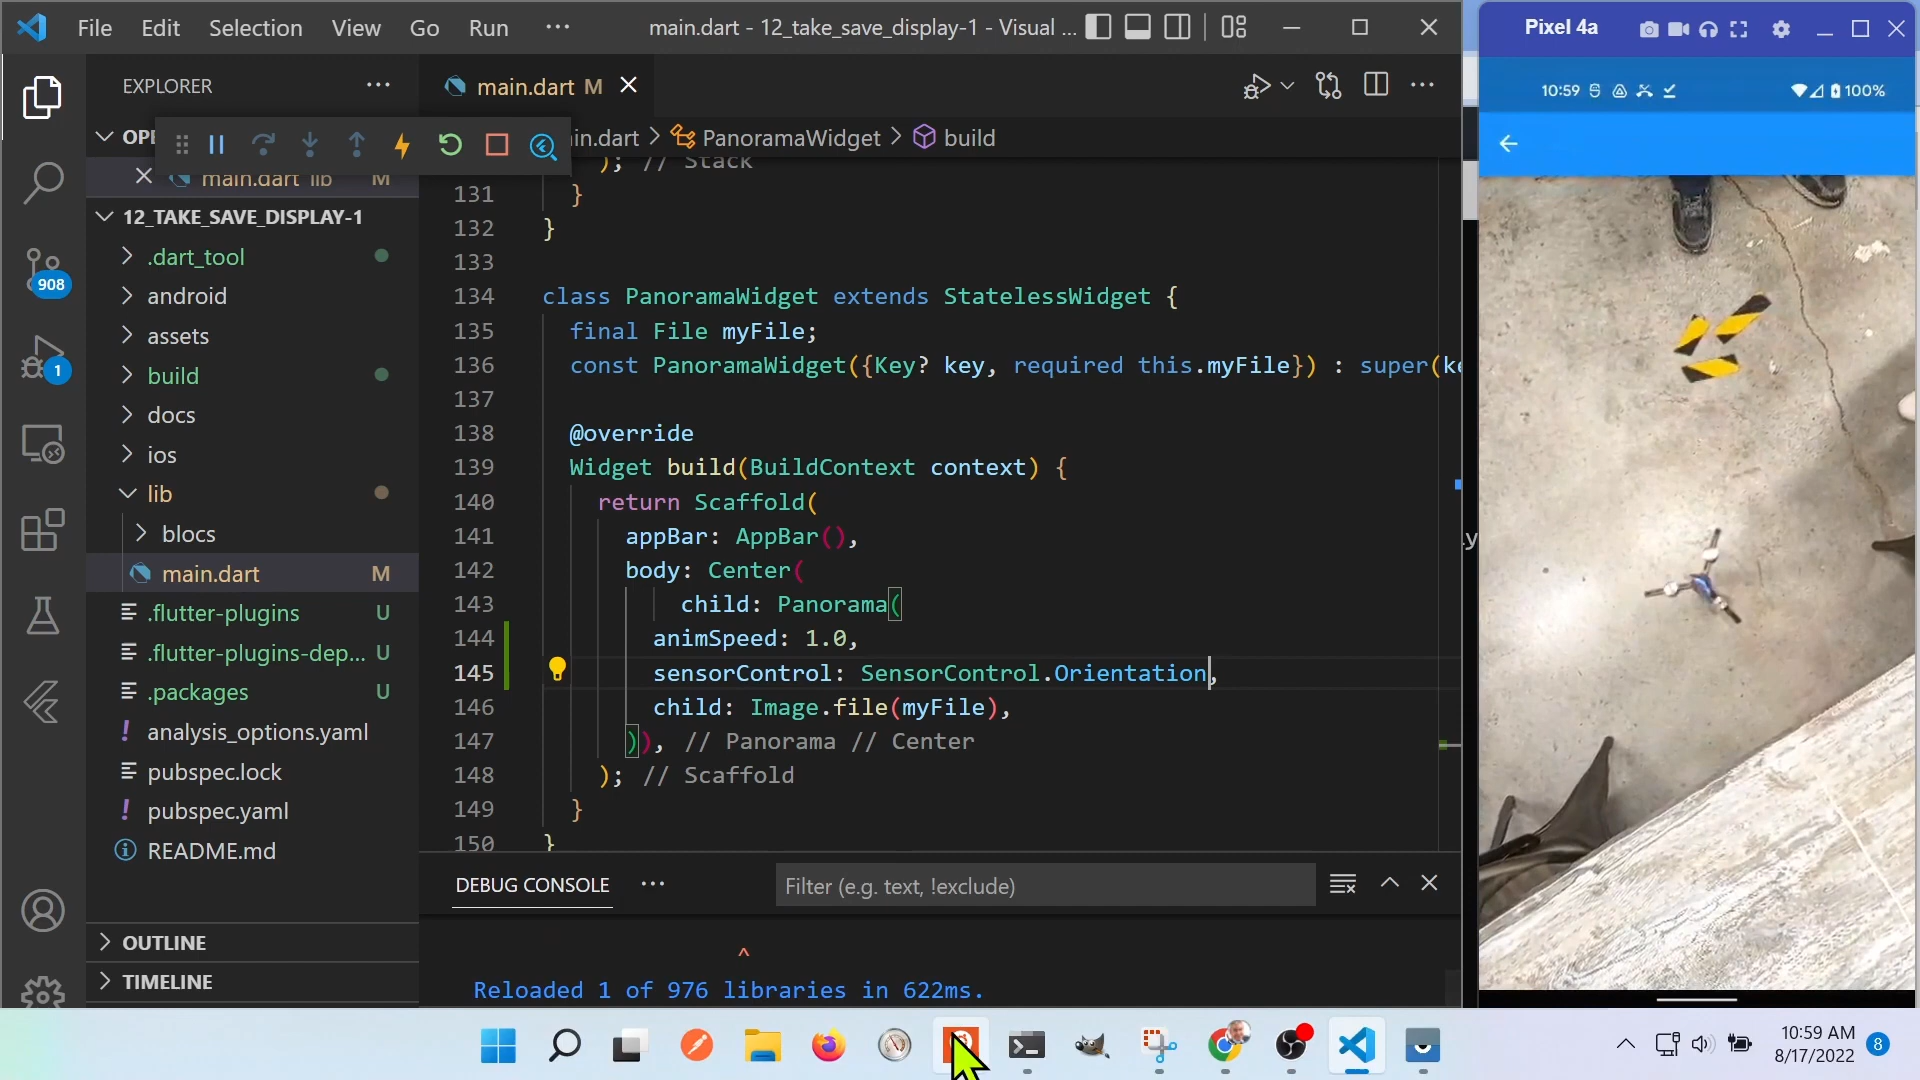 File Edit Selection View Go Run ··· main.dart - 12_take_save_display-1 - Visual ...
Pixel 4a
10:59 100%
EXPLORER ···
main.dart M
OPE
in.dart > PanoramaWidget > build
main.dart lib M
12_TAKE_SAVE_DISPLAY-1
.dart_tool
android
assets
build
docs
ios
lib
blocs
main.dart M
.flutter-plugins U
.flutter-plugins-dep... U
.packages U
analysis_options.yaml
pubspec.lock
pubspec.yaml
README.md
OUTLINE
TIMELINE
908
1
); // Stack
131 }
132 }
133
134 class PanoramaWidget extends StatelessWidget {
135 final File myFile;
136 const PanoramaWidget({Key? key, required this.myFile}) : super(ke
137
138 @override
139 Widget build(BuildContext context) {
140 return Scaffold(
141 appBar: AppBar(),
142 body: Center(
143 child: Panorama(
144 animSpeed: 1.0,
145 sensorControl: SensorControl.Orientation,
146 child: Image.file(myFile),
147 )), // Panorama // Center
148 ); // Scaffold
149 }
150 }
DEBUG CONSOLE ··· Filter (e.g. text, !exclude)
^
Reloaded 1 of 976 libraries in 622ms.
10:59 AM
8/17/2022 8